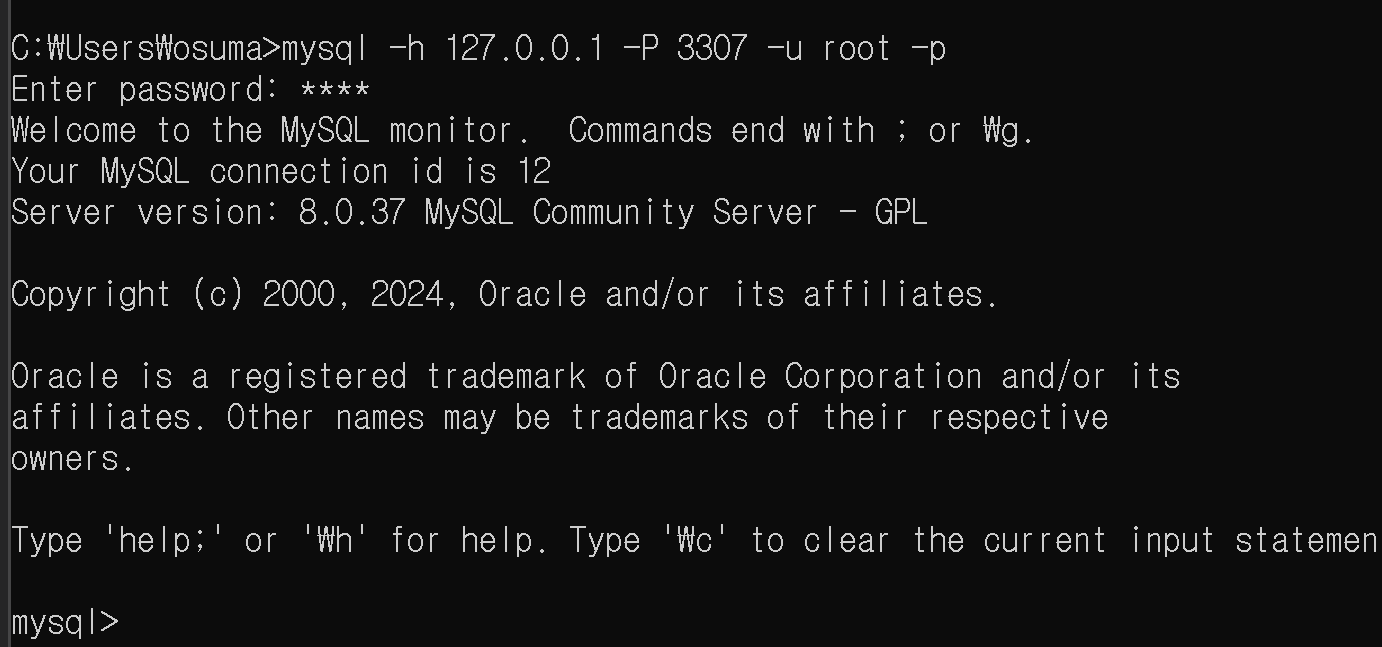 C:₩Users₩osuma>mysql -h 127.0.0.1 -P 3307 -u root -p
Enter password: ****
Welcome to the MySQL monitor.  Commands end with ; or ₩g.
Your MySQL connection id is 12
Server version: 8.0.37 MySQL Community Server - GPL
Copyright (c) 2000, 2024, Oracle and/or its affiliates.
Oracle is a registered trademark of Oracle Corporation and/or its
affiliates. Other names may be trademarks of their respective
owners.
Type 'help;' or '₩h' for help. Type '₩c' to clear the current input statemen
mysql>